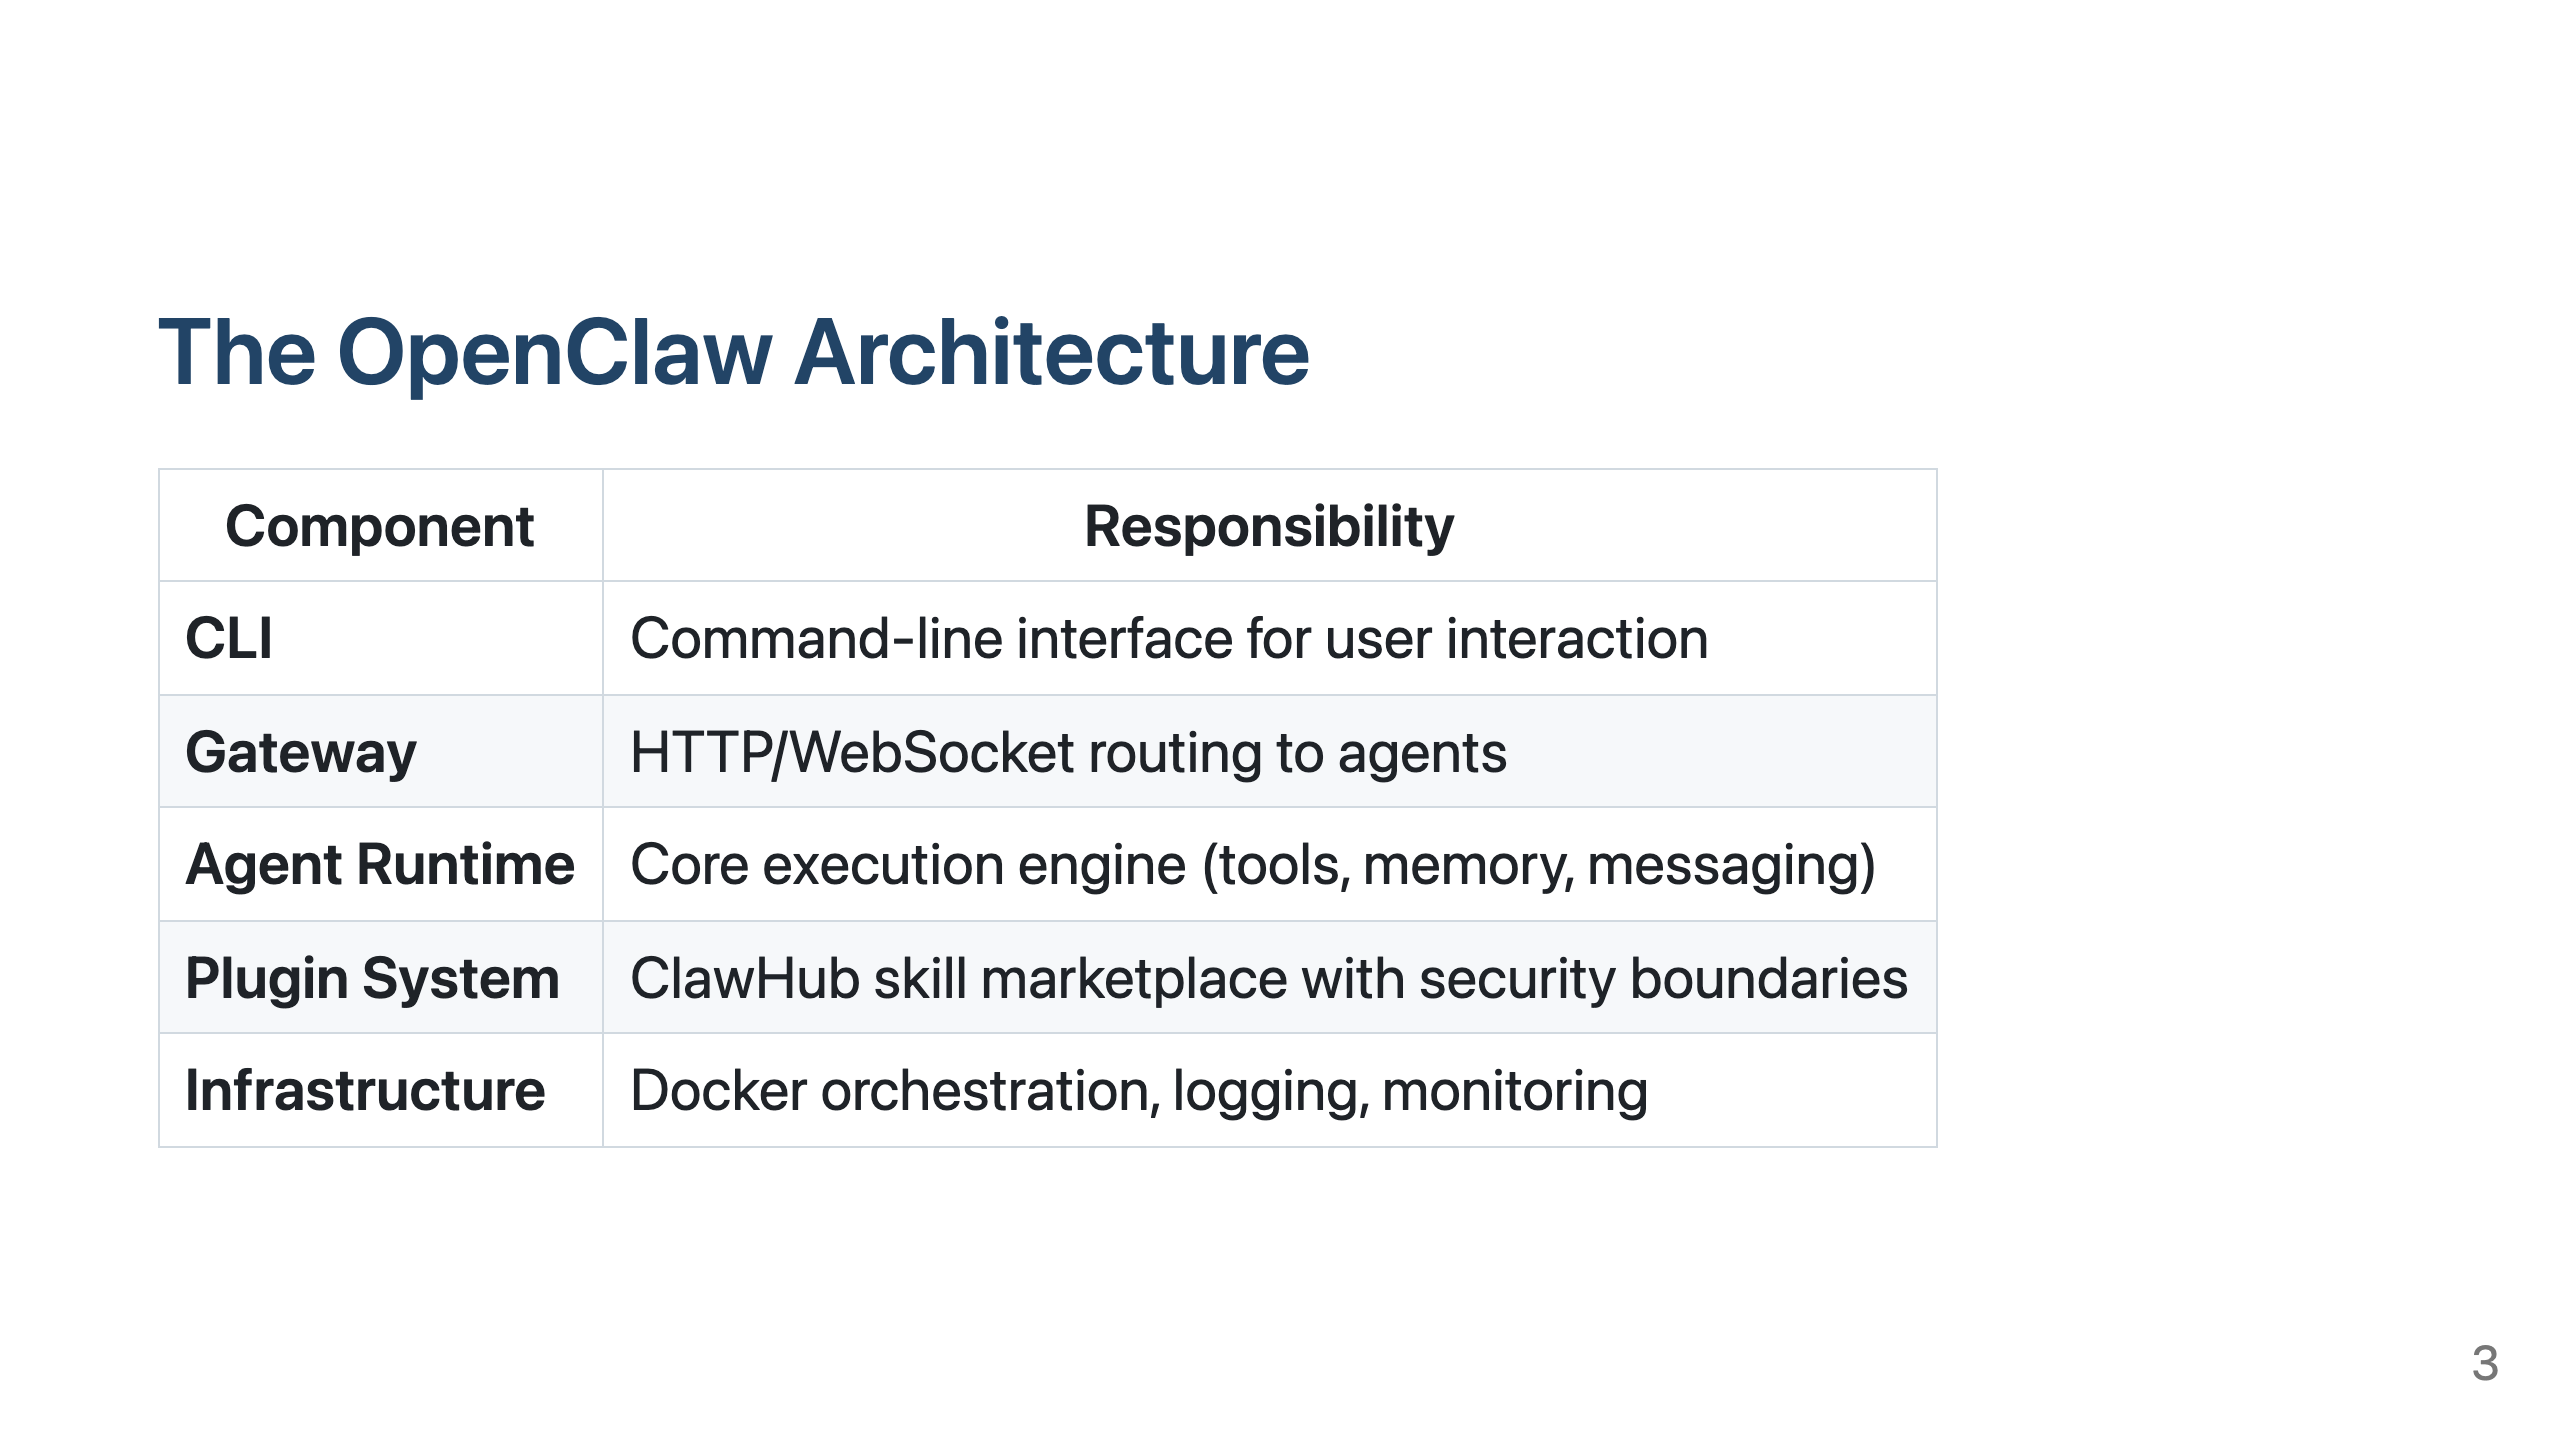 The OpenClaw Architecture
Component Responsibility
CLI Command-line interface for user interaction
Gateway HTTP/WebSocket routing to agents
Agent Runtime Core execution engine (tools, memory, messaging)
Plugin System ClawHub skill marketplace with security boundaries
Infrastructure Docker orchestration, logging, monitoring
3